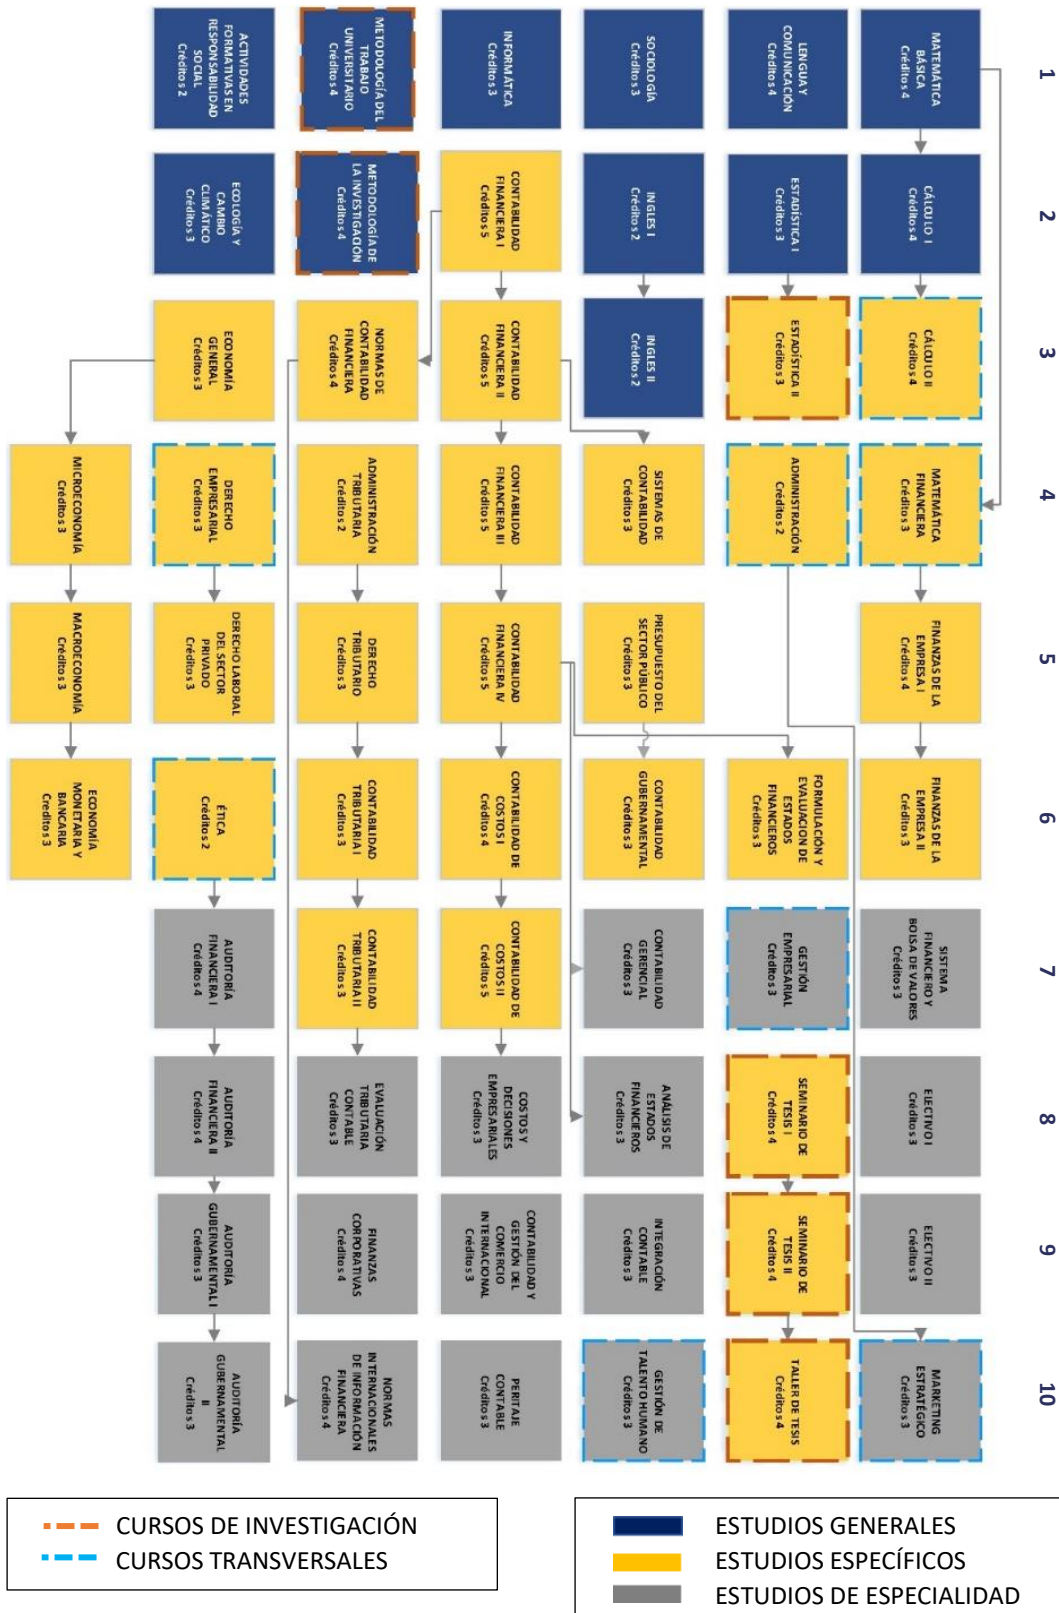 1
MATEMÁTICA
BÁSICA
Créditos 4
LENGUA Y
COMUNICACIÓN
Créditos 4
SOCIOLOGÍA
Créditos 3
INFORMÁTICA
Créditos 3
METODOLOGÍA DEL
TRABAJO
UNIVERSITARIO
Créditos 4
ACTIVIDADES
FORMATIVAS EN
RESPONSABILIDAD
SOCIAL
Créditos 2
2
CÁLCULO I
Créditos 4
ESTADÍSTICA I
Créditos 3
INGLES I
Créditos 2
CONTABILIDAD
FINANCIERA I
Créditos 5
METODOLOGÍA DE
LA INVESTIGACIÓN
Créditos 4
ECOLOGÍA Y
CAMBIO
CLIMÁTICO
Créditos 3
3
CÁLCULO II
Créditos 4
ESTADÍSTICA II
Créditos 3
INGLES II
Créditos 2
CONTABILIDAD
FINANCIERA II
Créditos 5
NORMAS DE
CONTABILIDAD
FINANCIERA
Créditos 4
ECONOMÍA
GENERAL
Créditos 3
4
MATEMÁTICA
FINANCIERA
Créditos 3
ADMINISTRACIÓN
Créditos 2
SISTEMAS DE
CONTABILIDAD
Créditos 3
CONTABILIDAD
FINANCIERA III
Créditos 5
ADMINISTRACIÓN
TRIBUTARIA
Créditos 2
DERECHO
EMPRESARIAL
Créditos 3
MICROECONOMÍA
Créditos 3
5
FINANZAS DE LA
EMPRESA I
Créditos 4
PRESUPUESTO DEL
SECTOR PÚBLICO
Créditos 3
CONTABILIDAD
FINANCIERA IV
Créditos 5
DERECHO
TRIBUTARIO
Créditos 3
DERECHO LABORAL
DEL SECTOR
PRIVADO
Créditos 3
MACROECONOMÍA
Créditos 3
6
FINANZAS DE LA
EMPRESA II
Créditos 3
FORMULACIÓN Y
EVALUACION DE
ESTADOS
FINANCIEROS
Créditos 3
CONTABILIDAD
GUBERNAMENTAL
Créditos 3
CONTABILIDAD DE
COSTOS I
Créditos 4
CONTABILIDAD
TRIBUTARIA I
Créditos 3
ÉTICA
Créditos 2
ECONOMÍA
MONETARIA Y
BANCARIA
Creditos 3
7
SISTEMA
FINANCIERO Y
BOLSA DE VALORES
Créditos 3
GESTIÓN
EMPRESARIAL
Créditos 3
CONTABILIDAD
GERENCIAL
Créditos 3
CONTABILIDAD DE
COSTOS II
Créditos 5
CONTABILIDAD
TRIBUTARIA II
Créditos 3
AUDITORÍA
FINANCIERA I
Créditos 4
8
ELECTIVO I
Créditos 3
SEMINARIO DE
TESIS I
Créditos 4
ANÁLISIS DE
ESTADOS
FINANCIEROS
Créditos 3
COSTOS Y
DECISIONES
EMPRESARIALES
Créditos 3
EVALUACIÓN
TRIBUTARIA
CONTABLE
Créditos 3
AUDITORÍA
FINANCIERA II
Créditos 4
9
ELECTIVO II
Créditos 3
SEMINARIO DE
TESIS II
Créditos 4
INTEGRACIÓN
CONTABLE
Créditos 3
CONTABILIDAD Y
GESTIÓN DEL
COMERCIO
INTERNACIONAL
Créditos 3
FINANZAS
CORPORATIVAS
Créditos 4
AUDITORÍA
GUBERNAMENTAL I
Créditos 3
10
MARKETING
ESTRATÉGICO
Créditos 3
TALLER DE TESIS
Créditos 4
GESTIÓN DE
TALENTO HUMANO
Créditos 3
PERITAJE
CONTABLE
Créditos 3
NORMAS
INTERNACIONALES
DE INFORMACIÓN
FINANCIERA
Créditos 4
AUDITORÍA
GUBERNAMENTAL
II
Créditos 3
CURSOS DE INVESTIGACIÓN
CURSOS TRANSVERSALES
ESTUDIOS GENERALES
ESTUDIOS ESPECÍFICOS
ESTUDIOS DE ESPECIALIDAD